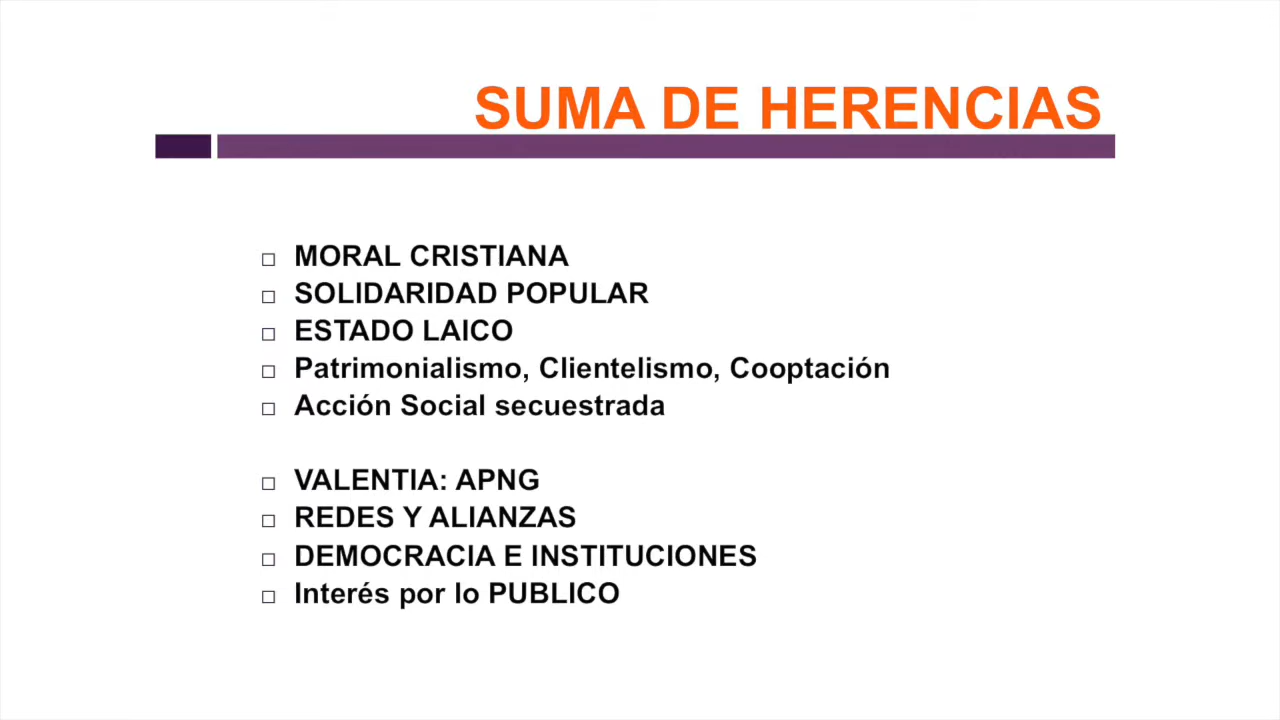 SUMA DE HERENCIAS
MORAL CRISTIANA
SOLIDARIDAD POPULAR
ESTADO LAICO
Patrimonialismo, Clientelismo, Cooptación
Acción Social secuestrada
VALENTIA: APNG
REDES Y ALIANZAS
DEMOCRACIA E INSTITUCIONES
Interés por lo PUBLICO